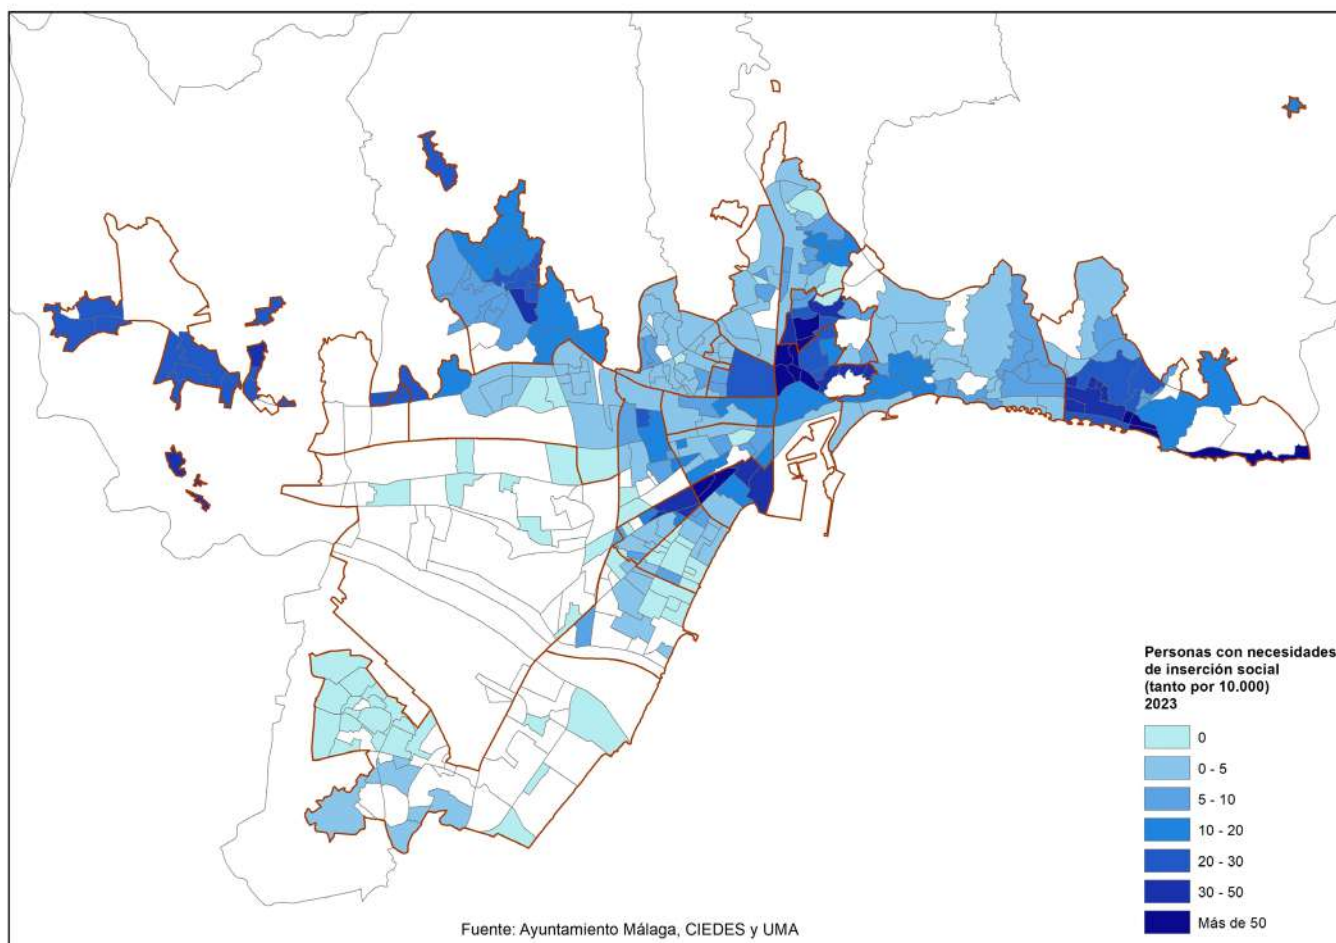 Personas con necesidades
de inserción social
(tanto por 10.000)
2023
0
0 - 5
5 - 10
10 - 20
20 - 30
30 - 50
Más de 50
Fuente: Ayuntamiento Málaga, CIEDES y UMA